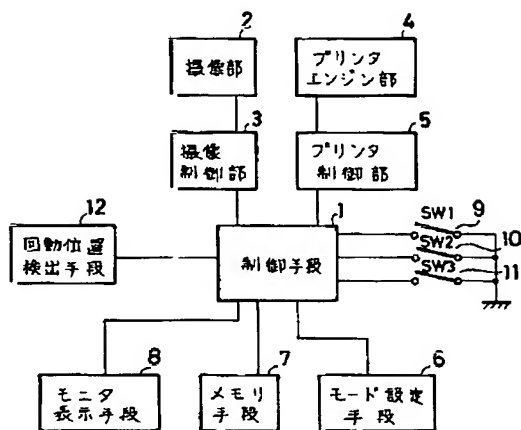 2
撮像部
4
プリンタ
エンジン部
3
撮像
制御部
5
プリンタ
制御部
12
回動位置
検出手段
1
制御手段
SW1
9
SW2
10
SW3
11
8
モニタ
表示手段
7
メモリ
手段
6
モード設定
手段